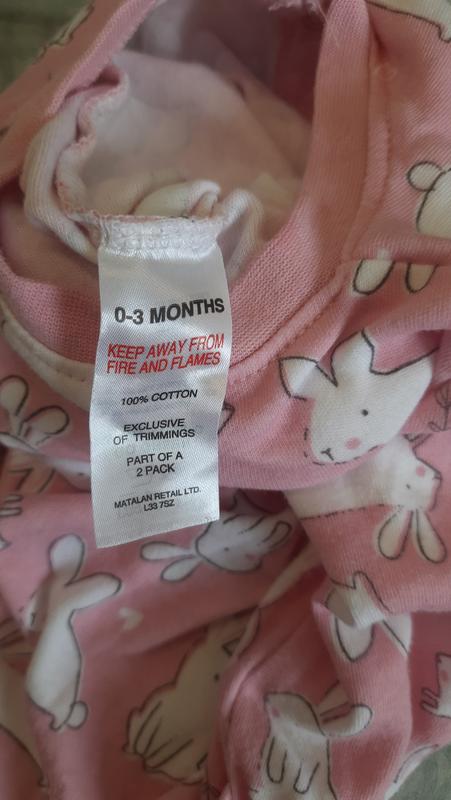 0-3 MONTHS
KEEP AWAY FROM
FIRE AND FLAMES
100% COTTON
EXCLUSIVE
OF TRIMMINGS
PART OF A
2 PACK
MATALAN RETAIL LTD.
L33 7SZ